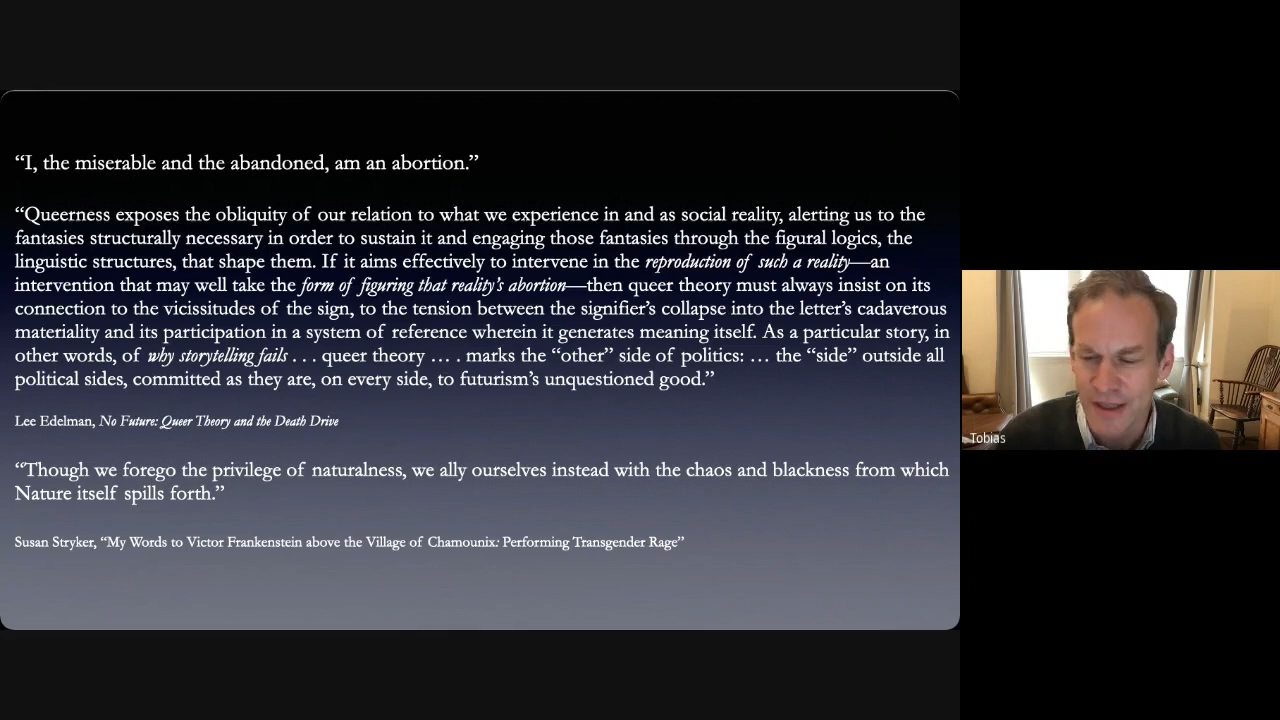 “I, the miserable and the abandoned, am an abortion.”
“Queerness exposes the obliquity of our relation to what we experience in and as social reality, alerting us to the
fantasies structurally necessary in order to sustain it and engaging those fantasies through the figural logics, the
linguistic structures, that shape them. If it aims effectively to intervene in the reproduction of such a reality—an
intervention that may well take the form of figuring that reality’s abortion—then queer theory must always insist on its
connection to the vicissitudes of the sign, to the tension between the signifier’s collapse into the letter’s cadaverous
materiality and its participation in a system of reference wherein it generates meaning itself. As a particular story, in
other words, of why storytelling fails . . . queer theory … . marks the “other” side of politics: … the “side” outside all
political sides, committed as they are, on every side, to futurism’s unquestioned good.”
Lee Edelman, No Future: Queer Theory and the Death Drive
“Though we forego the privilege of naturalness, we ally ourselves instead with the chaos and blackness from which
Nature itself spills forth.”
Susan Stryker, “My Words to Victor Frankenstein above the Village of Chamounix: Performing Transgender Rage”
Tobias